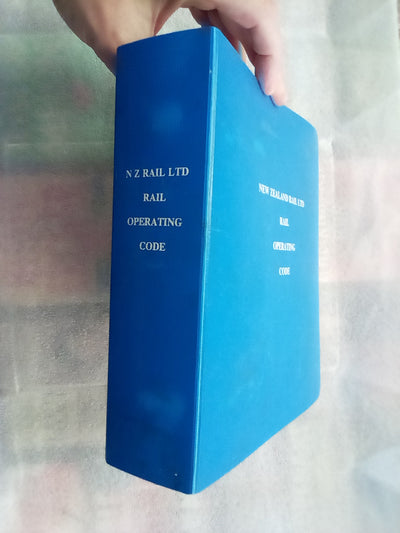 N Z RAIL LTD
RAIL
OPERATING
CODE
NEW ZEALAND RAIL LTD
RAIL
OPERATING
CODE